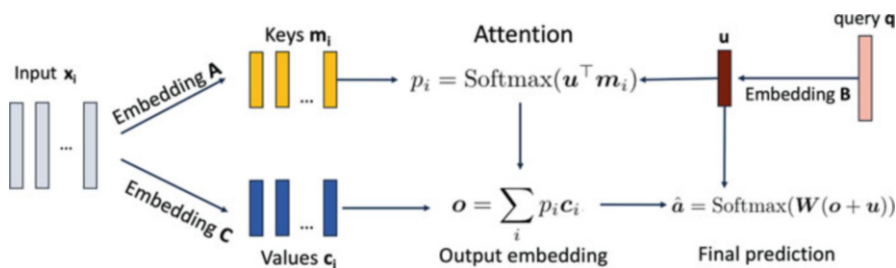 query q
Keys mᵢ
Attention
u
Input xᵢ
Embedding A
pᵢ = Softmax(u⊤mᵢ)
Embedding B
...
...
Embedding C
...
o = ∑ᵢ pᵢcᵢ
â = Softmax(W(o + u))
Values cᵢ
Output embedding
Final prediction